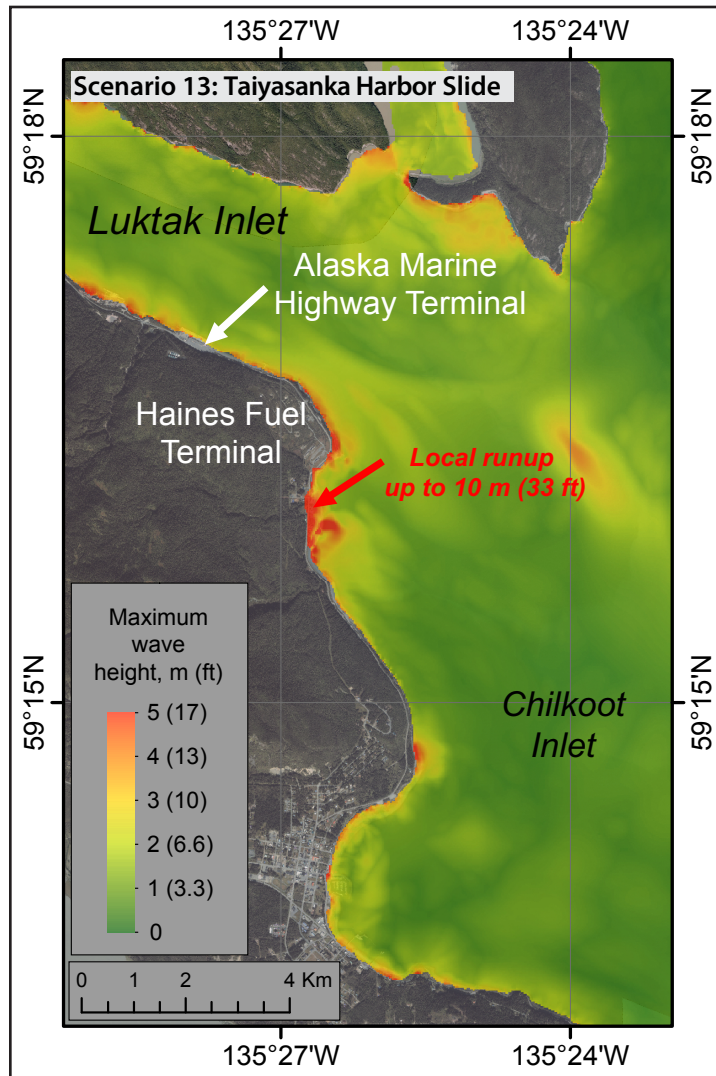 135°27'W
135°24'W
Scenario 13: Taiyasanka Harbor Slide
59°18'N
59°18'N
Luktak Inlet
Alaska Marine
Highway Terminal
Haines Fuel
Terminal
Local runup
up to 10 m (33 ft)
Maximum
wave
height, m (ft)
5 (17)
4 (13)
3 (10)
2 (6.6)
1 (3.3)
0
59°15'N
59°15'N
Chilkoot
Inlet
0 1 2 4 Km
135°27'W
135°24'W